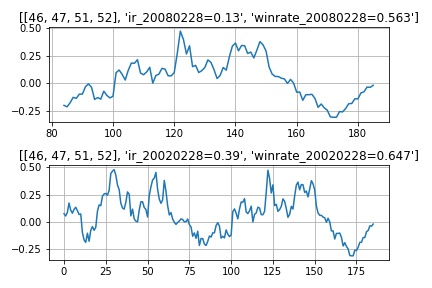 [[46, 47, 51, 52], 'ir_20080228=0.13', 'winrate_20080228=0.563']
0.50
0.25
0.00
−0.25
80 100 120 140 160 180
[[46, 47, 51, 52], 'ir_20020228=0.39', 'winrate_20020228=0.647']
0.50
0.25
0.00
−0.25
0 25 50 75 100 125 150 175